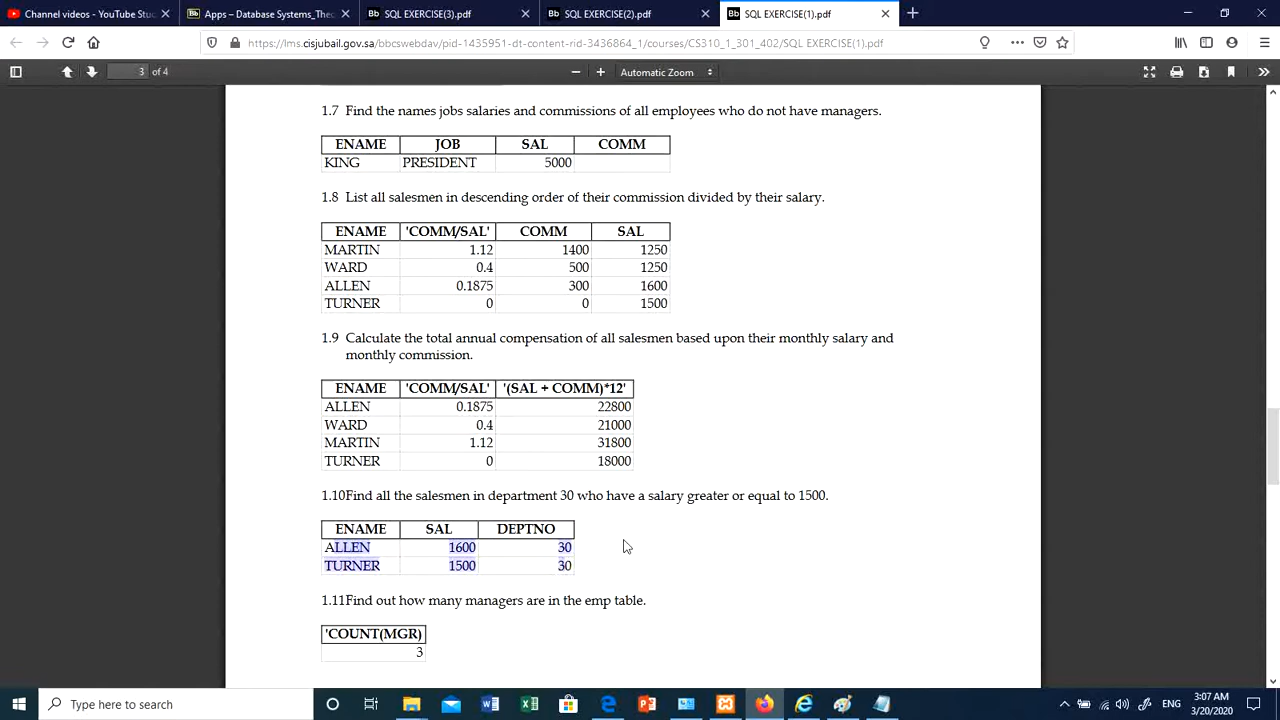 Channel videos - YouTube Stu
Apps – Database Systems_The
SQL EXERCISE(3).pdf
SQL EXERCISE(2).pdf
SQL EXERCISE(1).pdf
https://lms.cisjubail.gov.sa/bbcswebdav/pid-1435951-dt-content-rid-3436864_1/courses/CS310_1_301_402/SQL EXERCISE(1).pdf
3 of 4
Automatic Zoom
1.7 Find the names jobs salaries and commissions of all employees who do not have managers.
ENAME JOB SAL COMM
KING PRESIDENT 5000
1.8 List all salesmen in descending order of their commission divided by their salary.
ENAME 'COMM/SAL' COMM SAL
MARTIN 1.12 1400 1250
WARD 0.4 500 1250
ALLEN 0.1875 300 1600
TURNER 0 0 1500
1.9 Calculate the total annual compensation of all salesmen based upon their monthly salary and
monthly commission.
ENAME 'COMM/SAL' '(SAL + COMM)*12'
ALLEN 0.1875 22800
WARD 0.4 21000
MARTIN 1.12 31800
TURNER 0 18000
1.10Find all the salesmen in department 30 who have a salary greater or equal to 1500.
ENAME SAL DEPTNO
ALLEN 1600 30
TURNER 1500 30
1.11Find out how many managers are in the emp table.
'COUNT(MGR)
3
Type here to search
ENG
3:07 AM
3/20/2020